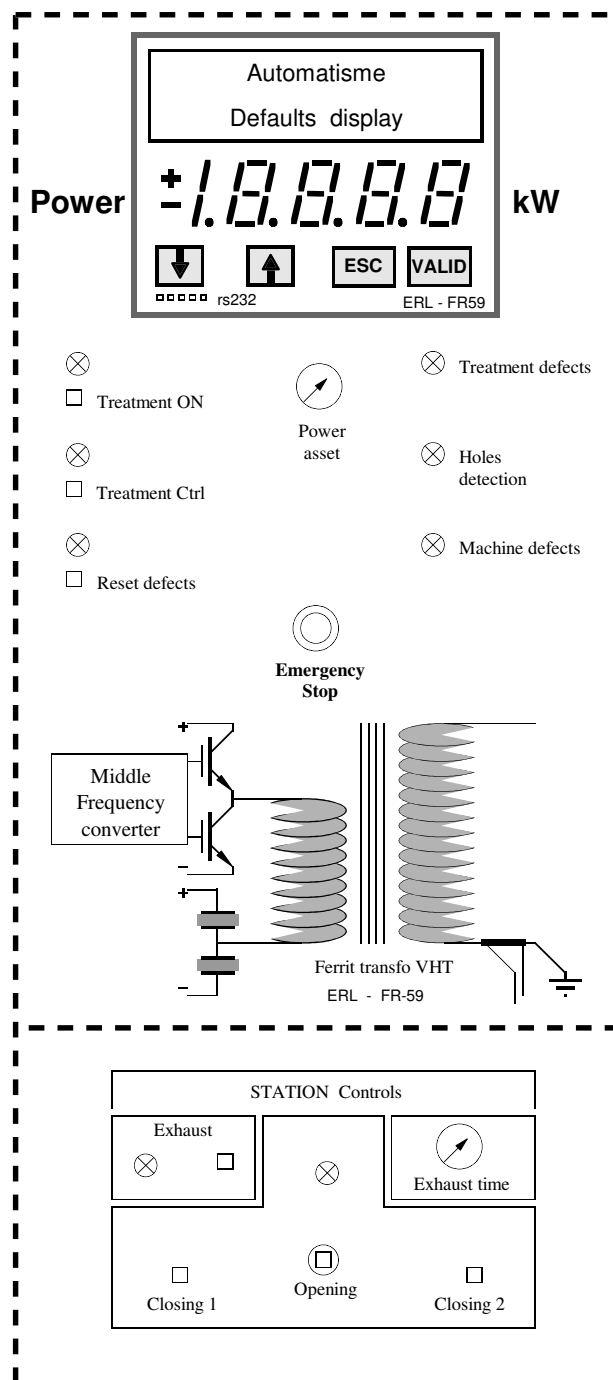 Automatisme
Defaults display
Power
+
- 1.8.8.8.8
kW
ESC
VALID
rs232
ERL - FR59
Treatment ON
Power
asset
Treatment defects
Treatment Ctrl
Holes
detection
Reset defects
Machine defects
Emergency
Stop
+
Middle
Frequency
converter
-
+
-
Ferrit transfo VHT
ERL - FR-59
STATION Controls
Exhaust
Exhaust time
Closing 1
Opening
Closing 2